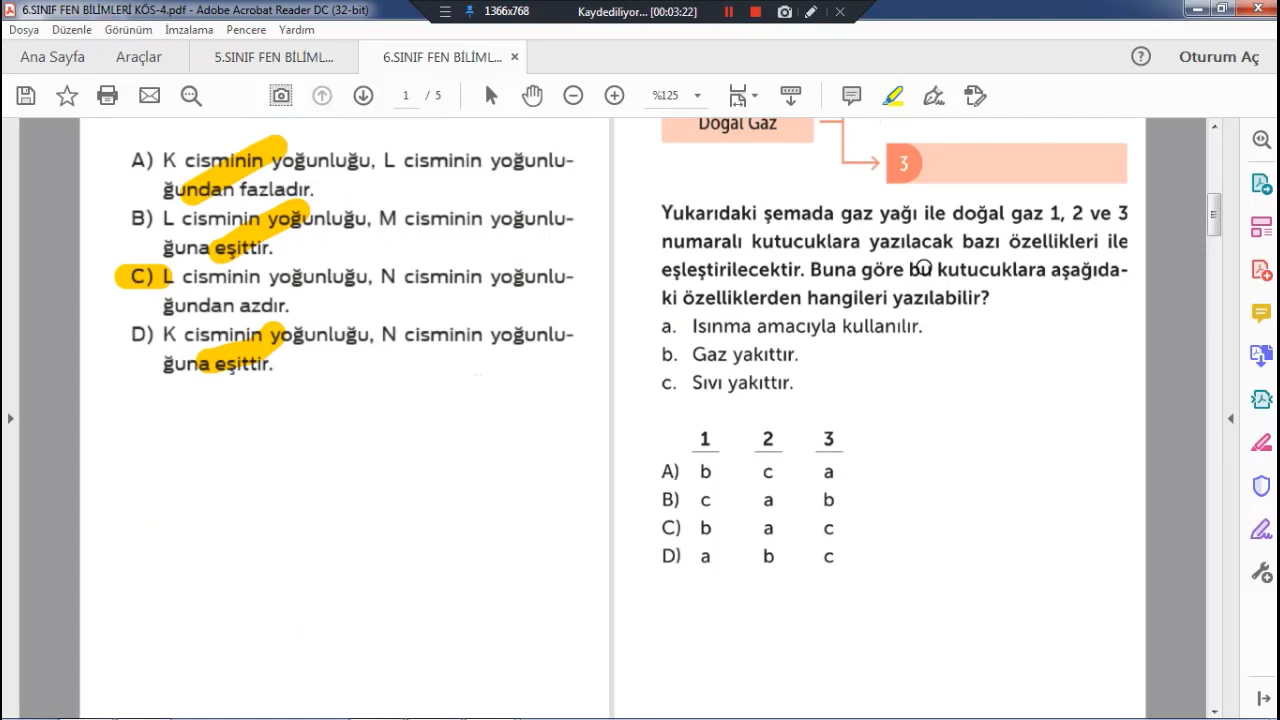 6.SINIF FEN BİLİMLERİ KÖS-4.pdf - Adobe Acrobat Reader DC (32-bit)
1366x768
Kaydediliyor... [00:03:22]
Dosya Düzenle Görünüm İmzalama Pencere Yardım
Ana Sayfa Araçlar 5.SINIF FEN BİLİML... 6.SINIF FEN BİLİML... × Oturum Aç
1 / 5 %125
A) K cisminin yoğunluğu, L cisminin yoğunlu-
ğundan fazladır.
B) L cisminin yoğunluğu, M cisminin yoğunlu-
ğuna eşittir.
C) L cisminin yoğunluğu, N cisminin yoğunlu-
ğundan azdır.
D) K cisminin yoğunluğu, N cisminin yoğunlu-
ğuna eşittir.
Doğal Gaz
3
Yukarıdaki şemada gaz yağı ile doğal gaz 1, 2 ve 3
numaralı kutucuklara yazılacak bazı özellikleri ile
eşleştirilecektir. Buna göre bu kutucuklara aşağıda-
ki özelliklerden hangileri yazılabilir?
a. Isınma amacıyla kullanılır.
b. Gaz yakıttır.
c. Sıvı yakıttır.
1 2 3
A) b c a
B) c a b
C) b a c
D) a b c